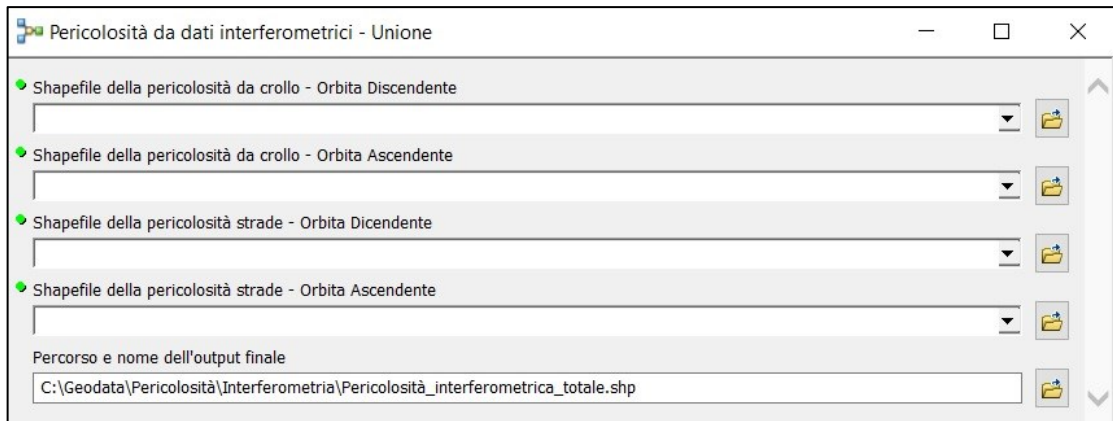 Pericolosità da dati interferometrici - Unione
Shapefile della pericolosità da crollo - Orbita Discendente
Shapefile della pericolosità da crollo - Orbita Ascendente
Shapefile della pericolosità strade - Orbita Dicendente
Shapefile della pericolosità strade - Orbita Ascendente
Percorso e nome dell'output finale
C:\Geodata\Pericolosità\Interferometria\Pericolosità_interferometrica_totale.shp